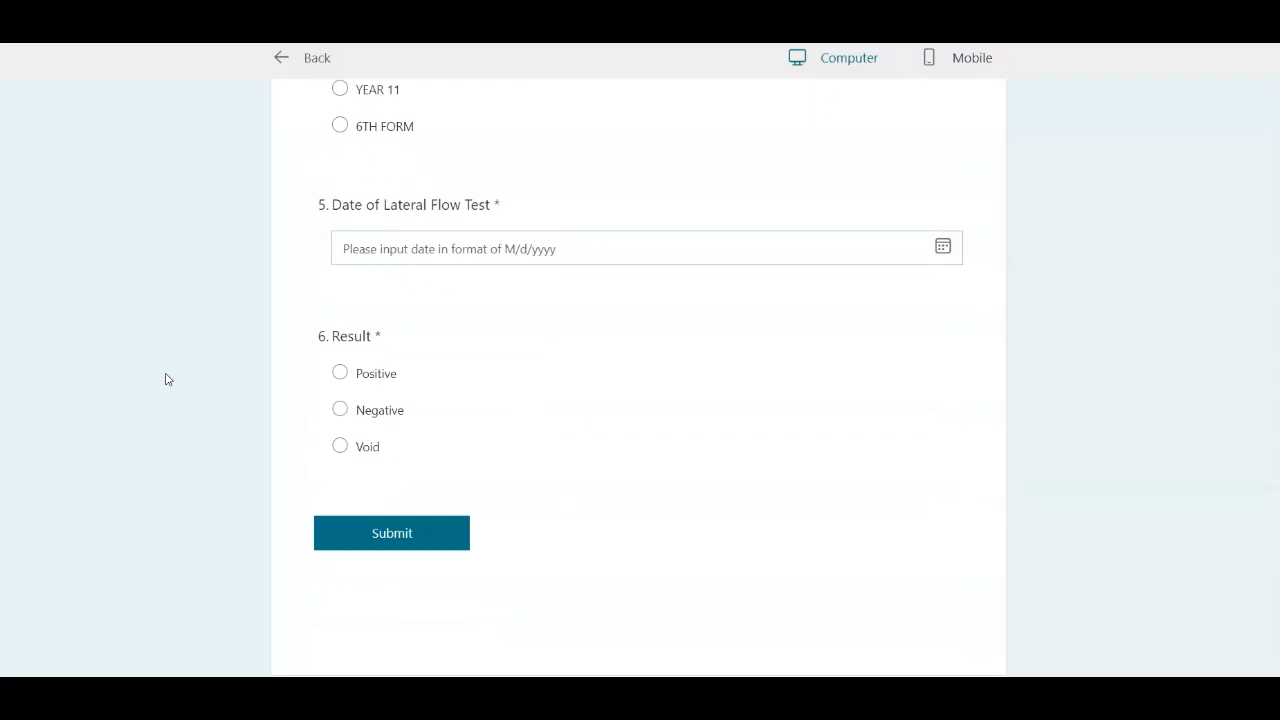 Back
Computer
Mobile
YEAR 11
6TH FORM
5. Date of Lateral Flow Test *
Please input date in format of M/d/yyyy
6. Result *
Positive
Negative
Void
Submit